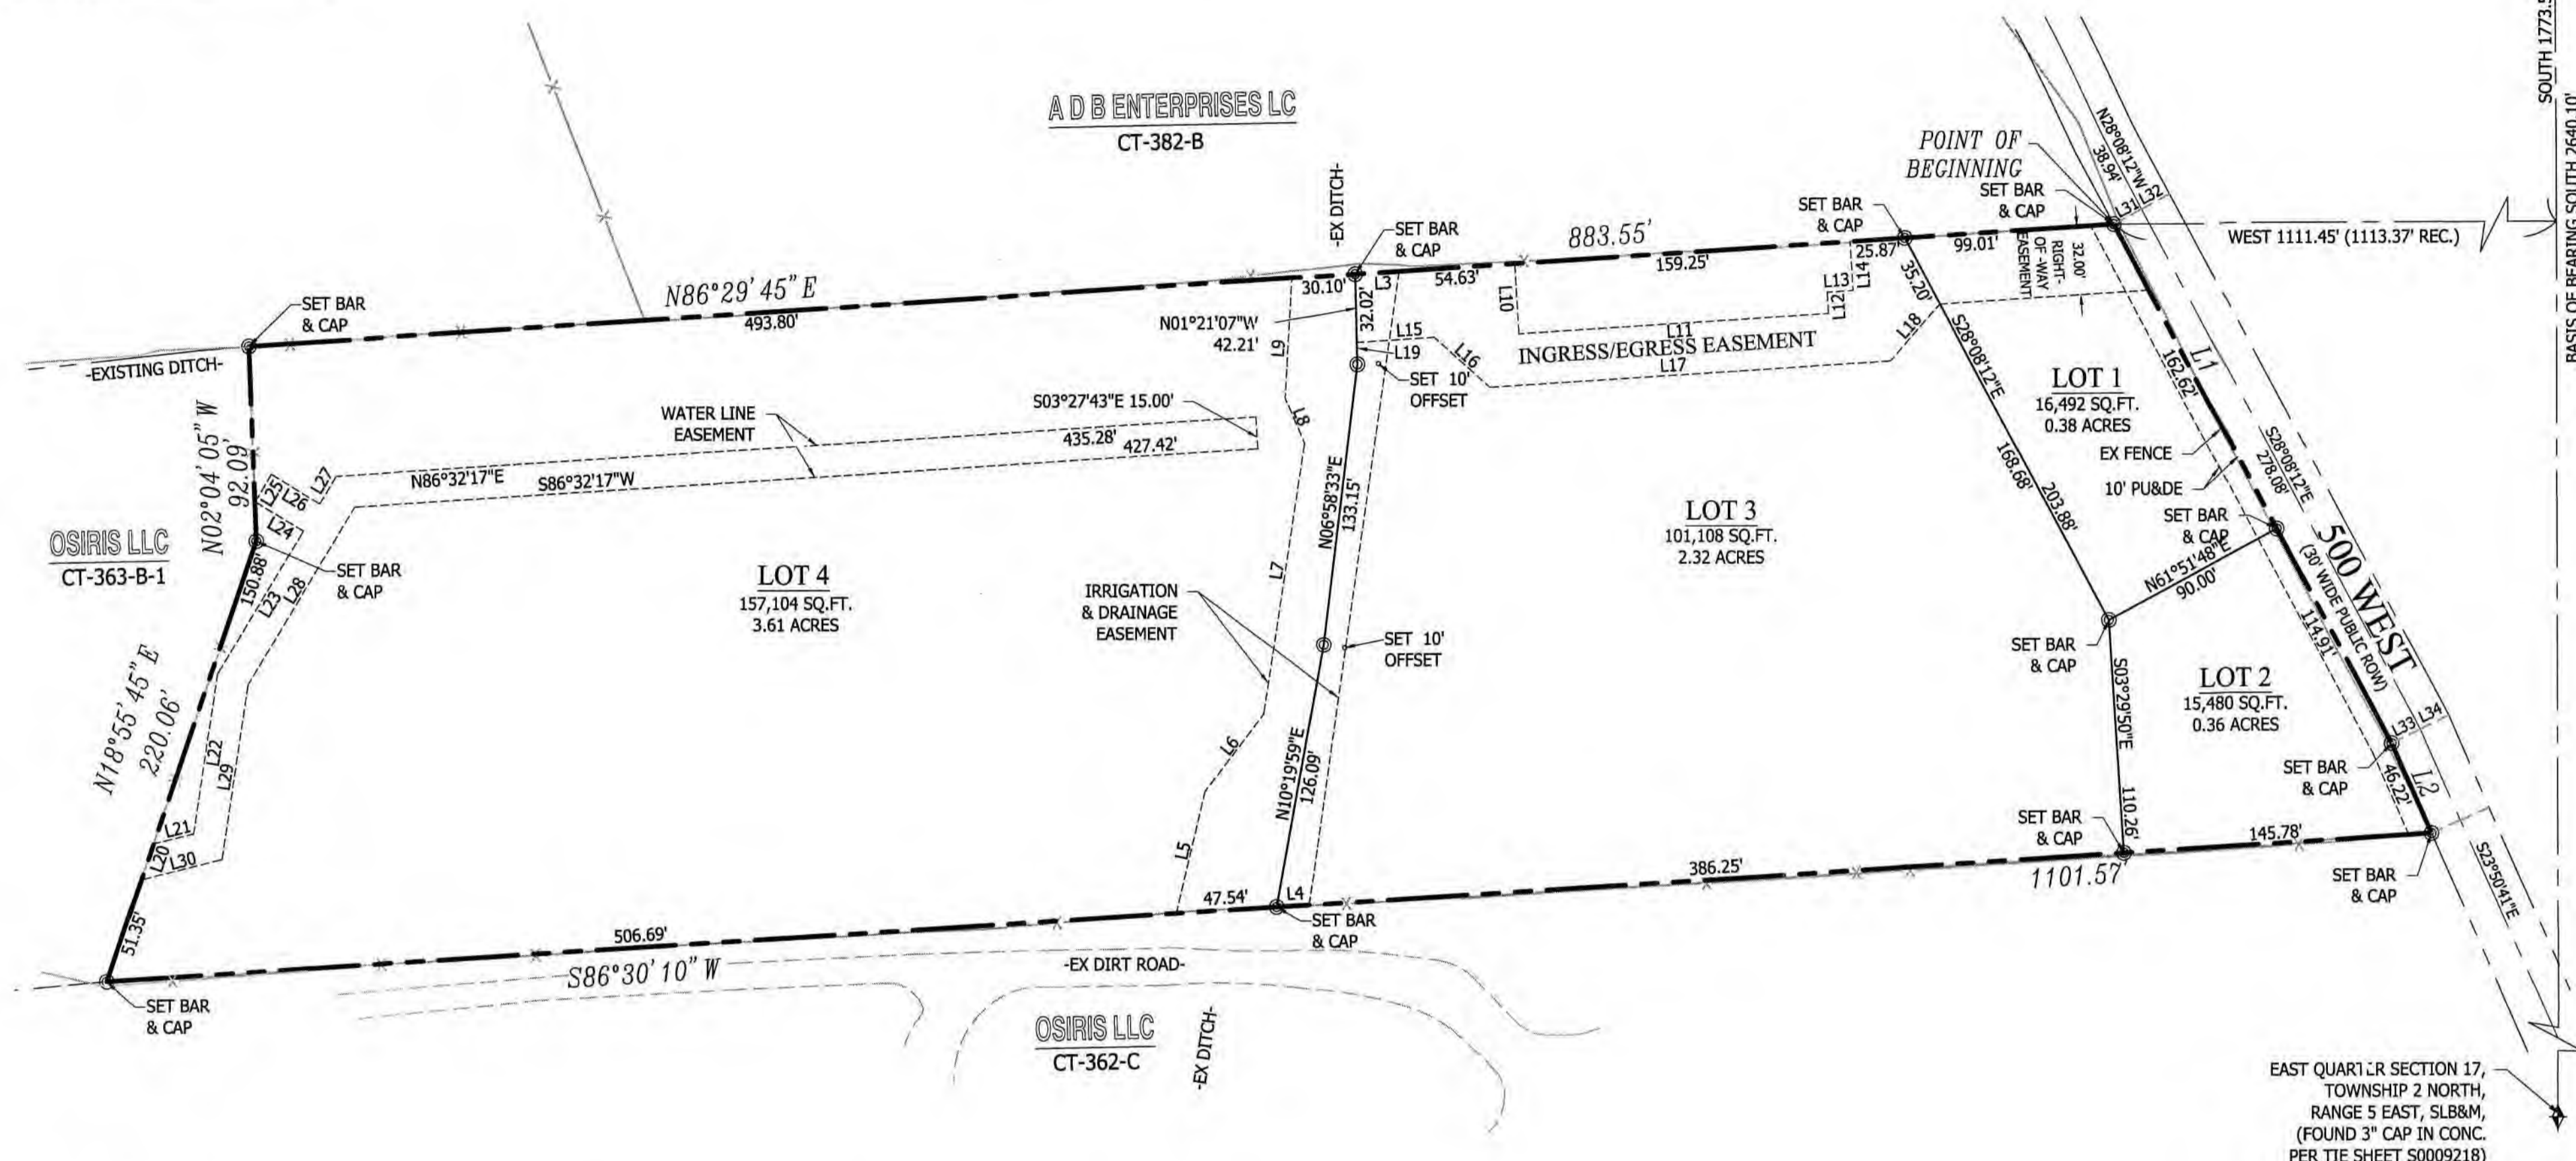 SOUTH 1773.5
BASIS OF BEARING SOUTH 2640.10'
A D B ENTERPRISES LC
CT-382-B
-EX DITCH-
POINT OF
BEGINNING
SET BAR
& CAP
N28°08'12"W
38.94'
L31
L32
WEST 1111.45' (1113.37' REC.)
SET BAR
& CAP
99.01'
32.00'
RIGHT-
OF-WAY
EASEMENT
SET BAR
& CAP
883.55'
159.25'
25.87'
54.63'
L3
30.10'
N86°29'45"E
493.80'
SET BAR
& CAP
-EXISTING DITCH-
N01°21'07"W
42.21'
32.02'
L9
L8
L10
L11
L12
L13
L14
L15
L16
L17
L18
L19
INGRESS/EGRESS EASEMENT
SET 10'
OFFSET
35.20'
S28°08'12"E
168.68'
203.88'
LOT 1
16,492 SQ.FT.
0.38 ACRES
L1
162.62'
EX FENCE
10' PU&DE
S28°08'12"E
278.08'
SET BAR
& CAP
500 WEST
(30' WIDE PUBLIC ROW)
N61°51'48"E
90.00'
114.91'
SET BAR
& CAP
S03°29'50"E
110.26'
LOT 2
15,480 SQ.FT.
0.36 ACRES
L33
L34
SET BAR
& CAP
L2
46.22'
S23°50'41"E
SET BAR
& CAP
145.78'
SET BAR
& CAP
1101.57'
386.25'
LOT 3
101,108 SQ.FT.
2.32 ACRES
N06°58'33"E
133.15'
SET 10'
OFFSET
N10°19'59"E
126.09'
L4
SET BAR
& CAP
47.54'
L5
L6
L7
IRRIGATION
& DRAINAGE
EASEMENT
WATER LINE
EASEMENT
S03°27'43"E 15.00'
435.28'
427.42'
N86°32'17"E
S86°32'17"W
LOT 4
157,104 SQ.FT.
3.61 ACRES
N02°04'05"W
92.09'
OSIRIS LLC
CT-363-B-1
L25
L26
L27
L24
SET BAR
& CAP
150.88'
L23
L28
N18°55'45"E
220.06'
L22
L29
L21
L20
L30
51.35'
SET BAR
& CAP
506.69'
S86°30'10"W
-EX DIRT ROAD-
OSIRIS LLC
CT-362-C
-EX DITCH-
SET BAR
& CAP
EAST QUARTER SECTION 17,
TOWNSHIP 2 NORTH,
RANGE 5 EAST, SLB&M,
(FOUND 3" CAP IN CONC.
PER TIE SHEET S0009218)